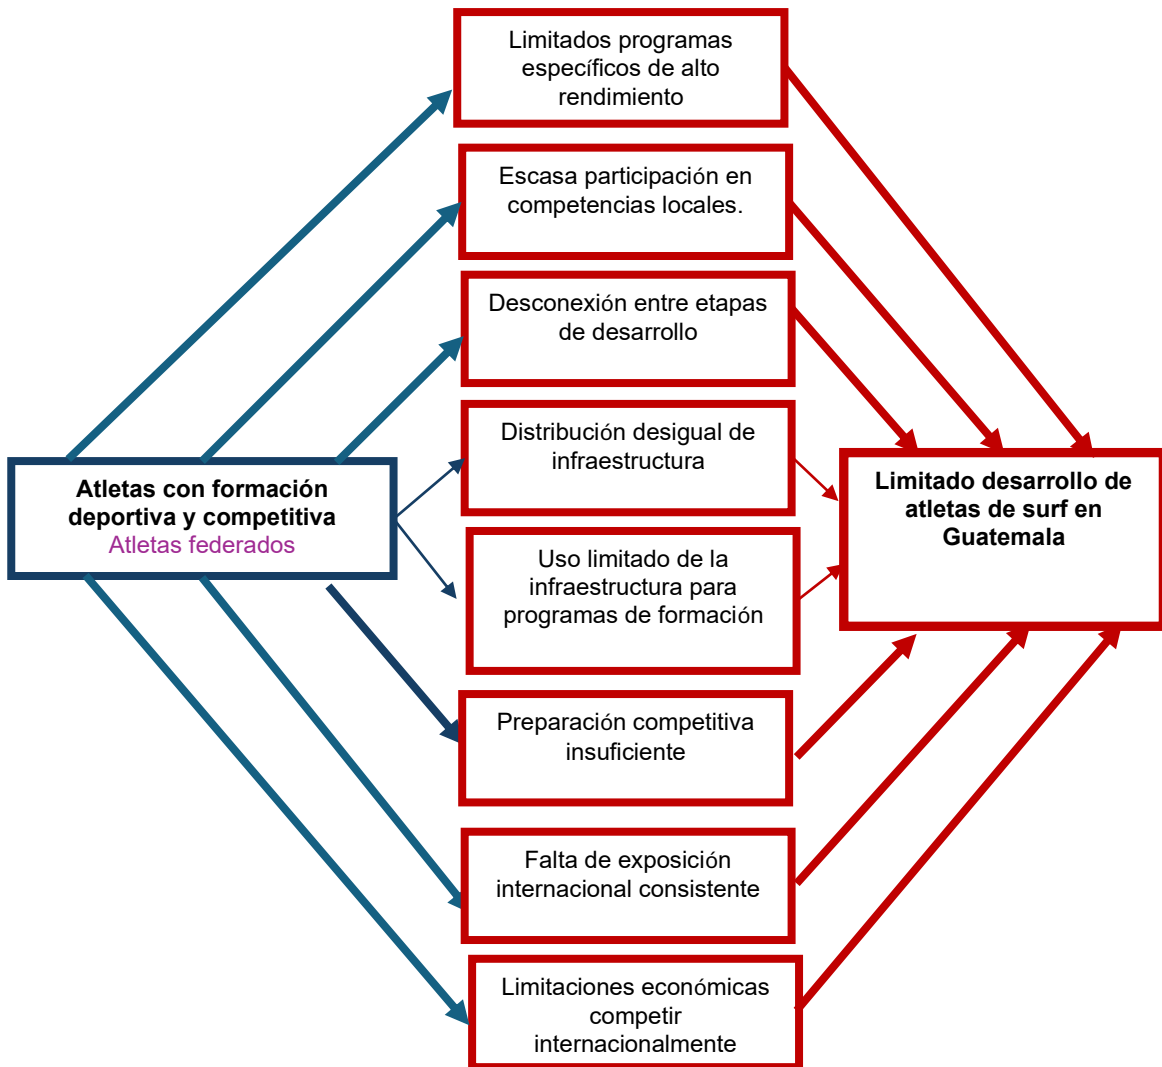 Limitados programas
específicos de alto
rendimiento
Escasa participación en
competencias locales.
Desconexión entre etapas
de desarrollo
Distribución desigual de
infraestructura
Atletas con formación
deportiva y competitiva
Atletas federados
Limitado desarrollo de
atletas de surf en
Guatemala
Uso limitado de la
infraestructura para
programas de formación
Preparación competitiva
insuficiente
Falta de exposición
internacional consistente
Limitaciones económicas
competir
internacionalmente